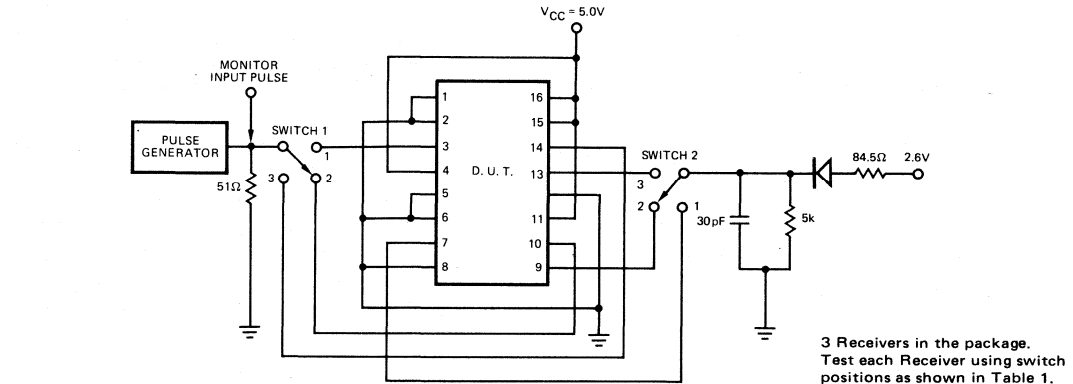 VCC = 5.0V
MONITOR
INPUT PULSE
PULSE
GENERATOR
51Ω
SWITCH 1
1
2
3
D. U. T.
1
2
3
4
5
6
7
8
16
15
14
13
11
10
9
SWITCH 2
3
2
1
30pF
5k
84.5Ω
2.6V
3 Receivers in the package.
Test each Receiver using switch
positions as shown in Table 1.